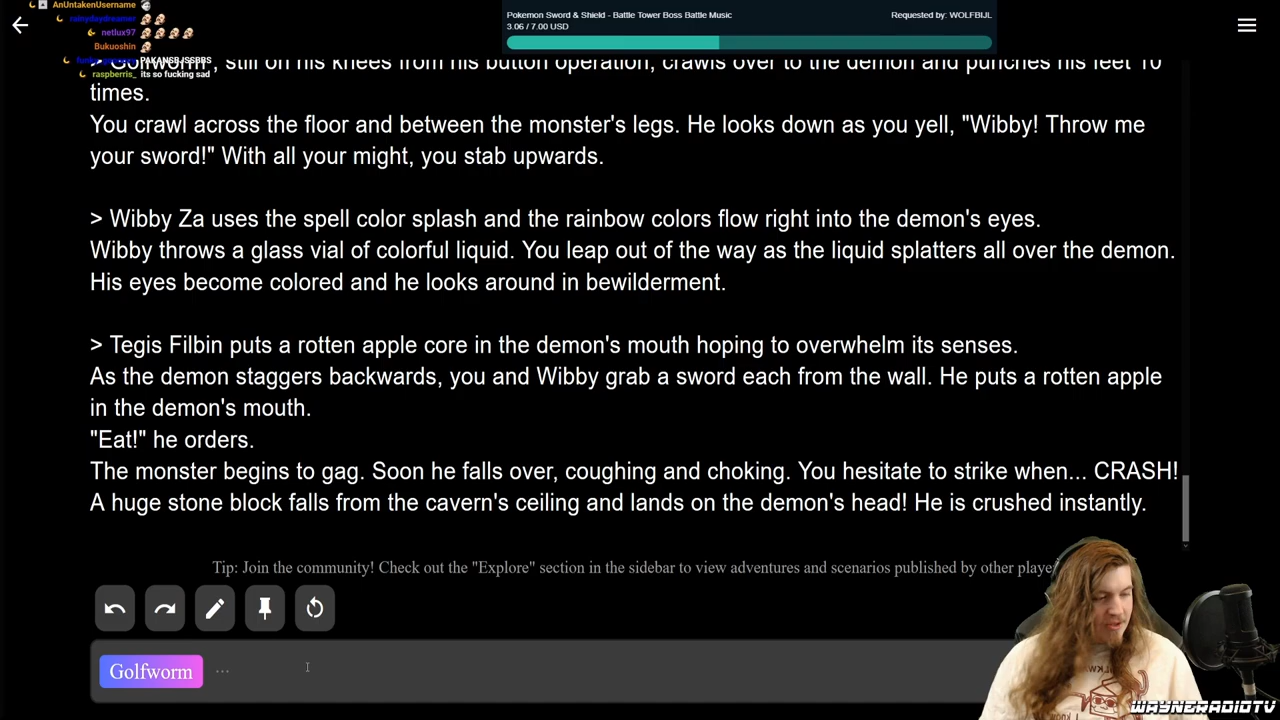 AnUntakenUsername
rainydaydreamer
netlux97
Bukuoshin
PAKANSBJSSBBS
raspberris_ its so fucking sad
Pokemon Sword & Shield - Battle Tower Boss Battle Music Requested by: WOLFBIJL
3.06 / 7.00 USD
> Golfworm, still on his knees from his button operation, crawls over to the demon and punches his feet 10
times.
You crawl across the floor and between the monster's legs. He looks down as you yell, "Wibby! Throw me
your sword!" With all your might, you stab upwards.
> Wibby Za uses the spell color splash and the rainbow colors flow right into the demon's eyes.
Wibby throws a glass vial of colorful liquid. You leap out of the way as the liquid splatters all over the demon.
His eyes become colored and he looks around in bewilderment.
> Tegis Filbin puts a rotten apple core in the demon's mouth hoping to overwhelm its senses.
As the demon staggers backwards, you and Wibby grab a sword each from the wall. He puts a rotten apple
in the demon's mouth.
"Eat!" he orders.
The monster begins to gag. Soon he falls over, coughing and choking. You hesitate to strike when... CRASH!
A huge stone block falls from the cavern's ceiling and lands on the demon's head! He is crushed instantly.
Tip: Join the community! Check out the "Explore" section in the sidebar to view adventures and scenarios published by other
Golfworm ...
WAYNERADIOTV